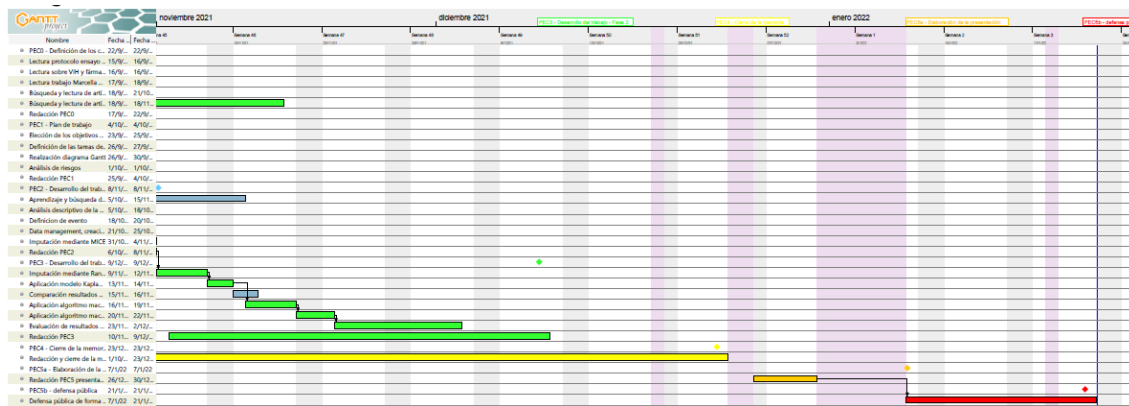 GANTT
project
noviembre 2021
diciembre 2021
enero 2022
PEC3 - Desarrollo del trabajo - Fase 2
PEC5a - Elaboración de la presentación
PEC5b - defensa p
Semana 46
Semana 47
Semana 48
Semana 49
Semana 50
Semana 51
Semana 52
Semana 1
Semana 2
Semana 3
Nombre Fecha... Fecha...
PEC0 - Definición de los c... 22/9/... 22/9/...
Lectura protocolo ensayo ... 15/9/... 16/9/...
Lectura sobre VIH y fárma... 16/9/... 16/9/...
Lectura trabajo Marcella ... 17/9/... 18/9/...
Búsqueda y lectura de artí... 18/9/... 21/10...
Búsqueda y lectura de artí... 18/9/... 18/11...
Redacción PEC0 17/9/... 22/9/...
PEC1 - Plan de trabajo 4/10/... 4/10/...
Elección de los objetivos ... 23/9/... 25/9/...
Definición de las tareas de... 26/9/... 27/9/...
Realización diagrama Gantt 26/9/... 30/9/...
Análisis de riesgos 1/10/... 1/10/...
Redacción PEC1 25/9/... 4/10/...
PEC2 - Desarrollo del trab... 8/11/... 8/11/...
Aprendizaje y búsqueda d... 5/10/... 15/11...
Análisis descriptivo de la ... 5/10/... 18/10...
Definicion de evento 18/10... 20/10...
Data management, creaci... 21/10... 25/10...
Imputación mediante MICE 31/10... 4/11/...
Redacción PEC2 6/10/... 8/11/...
PEC3 - Desarrollo del trab... 9/12/... 9/12/...
Imputación mediante Ran... 9/11/... 12/11...
Aplicación modelo Kapla... 13/11... 14/11...
Comparación resultados ... 15/11... 16/11...
Aplicación algoritmo mac... 16/11... 19/11...
Aplicación algoritmo mac... 20/11... 22/11...
Evaluación de resultados ... 23/11... 2/12/...
Redacción PEC3 10/11... 9/12/...
PEC4 - Cierre de la memor... 23/12... 23/12...
Redacción y cierre de la m... 1/10/... 23/12...
PEC5a - Elaboración de la ... 7/1/22 7/1/22
Redacción PEC5 presenta... 26/12... 30/12...
PEC5b - defensa pública 21/1/... 21/1/...
Defensa pública de forma ... 7/1/22 21/1/...